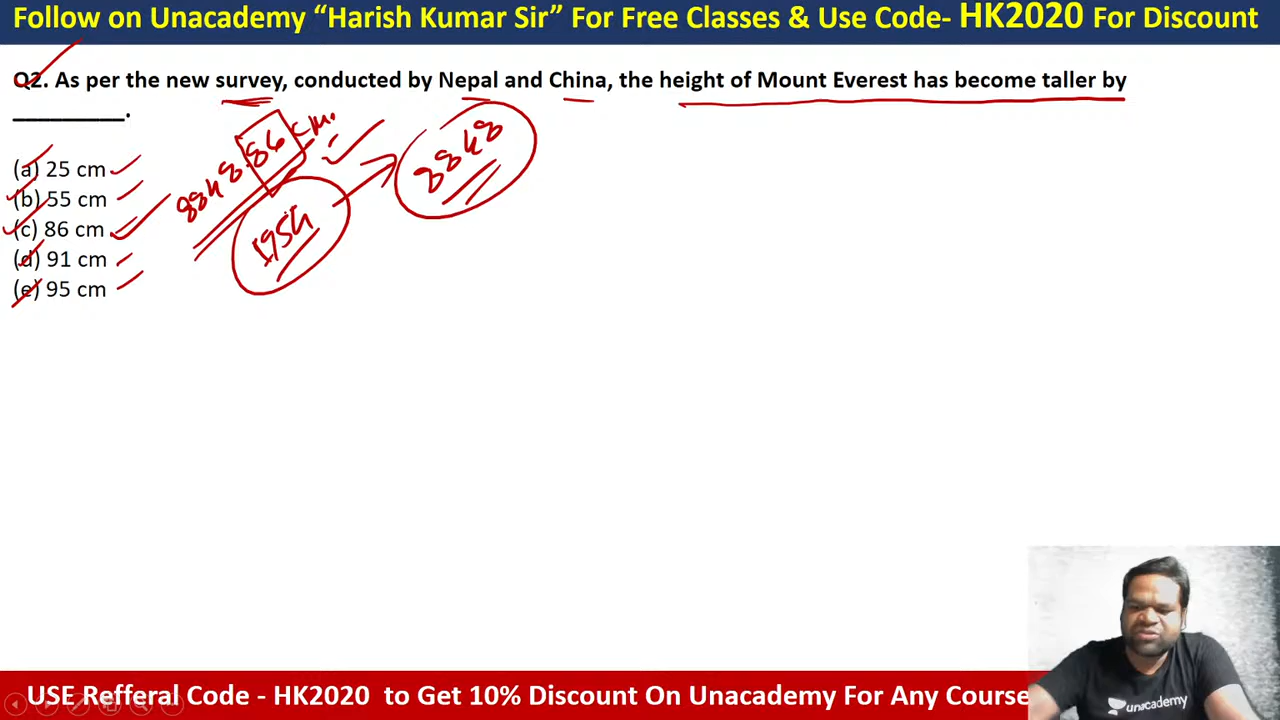 Follow on Unacademy “Harish Kumar Sir” For Free Classes & Use Code- HK2020 For Discount
Q2. As per the new survey, conducted by Nepal and China, the height of Mount Everest has become taller by
_________.
(a) 25 cm
(b) 55 cm
(c) 86 cm
(d) 91 cm
(e) 95 cm
8848.86 cm.
1954
8848
unacademy
USE Refferal Code - HK2020 to Get 10% Discount On Unacademy For Any Course